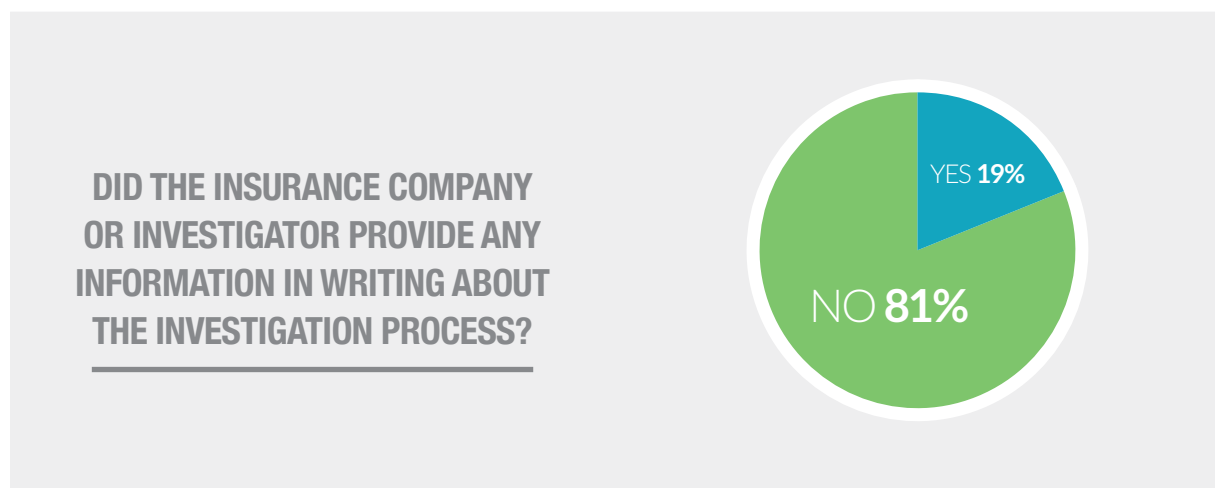 DID THE INSURANCE COMPANY
OR INVESTIGATOR PROVIDE ANY
INFORMATION IN WRITING ABOUT
THE INVESTIGATION PROCESS?
YES 19%
NO 81%